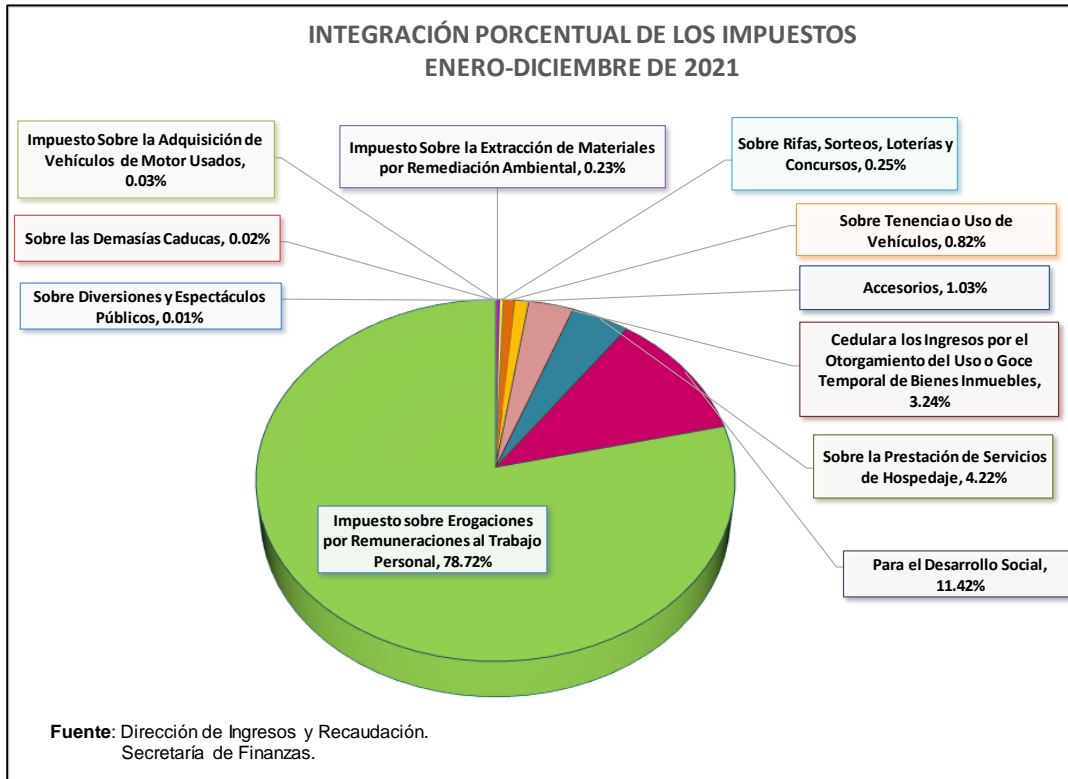 INTEGRACIÓN PORCENTUAL DE LOS IMPUESTOS
ENERO-DICIEMBRE DE 2021
Impuesto Sobre la Adquisición de
Vehículos de Motor Usados,
0.03%
Impuesto Sobre la Extracción de Materiales
por Remediación Ambiental, 0.23%
Sobre Rifas, Sorteos, Loterías y
Concursos, 0.25%
Sobre las Demasías Caducas, 0.02%
Sobre Tenencia o Uso de
Vehículos, 0.82%
Sobre Diversiones y Espectáculos
Públicos, 0.01%
Accesorios, 1.03%
Cedular a los Ingresos por el
Otorgamiento del Uso o Goce
Temporal de Bienes Inmuebles,
3.24%
Sobre la Prestación de Servicios
de Hospedaje, 4.22%
Impuesto sobre Erogaciones
por Remuneraciones al Trabajo
Personal, 78.72%
Para el Desarrollo Social,
11.42%
Fuente: Dirección de Ingresos y Recaudación.
Secretaría de Finanzas.